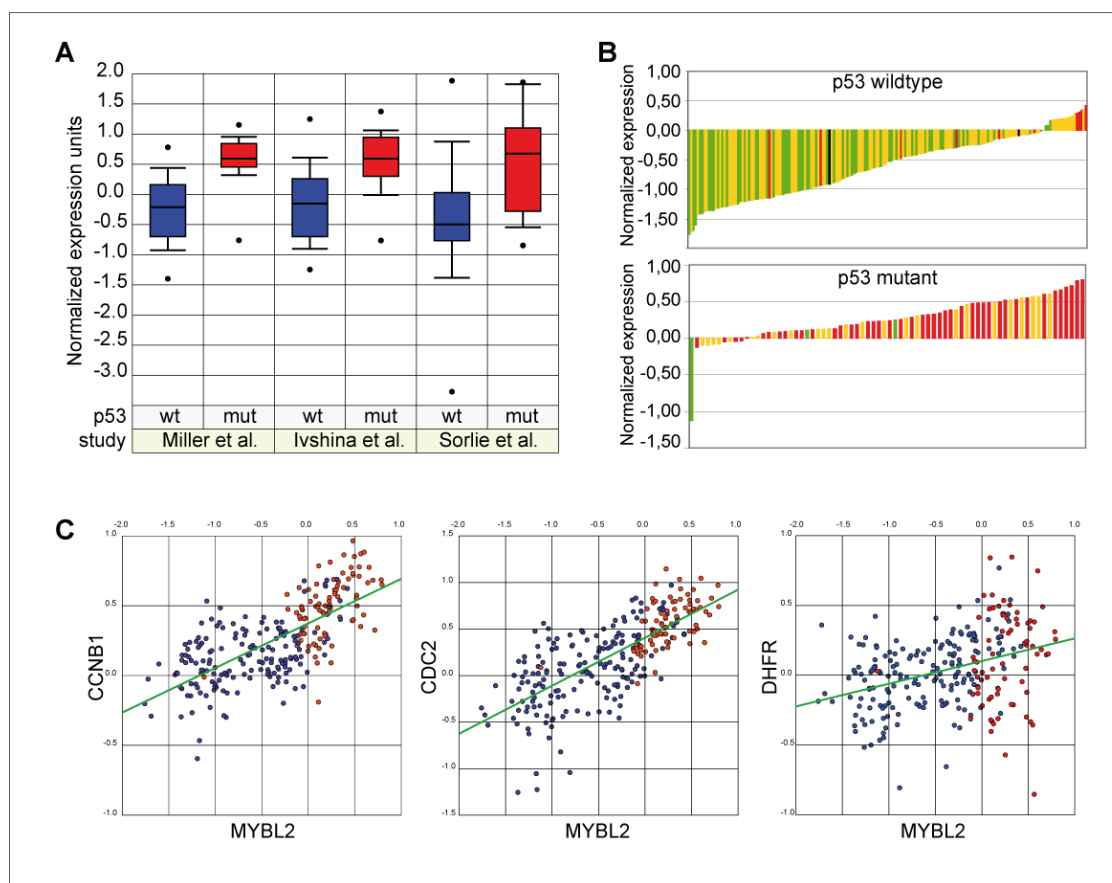 A
Normalized expression units
2.0
1.5
1.0
0.5
0.0
-0.5
-1.0
-1.5
-2.0
-2.5
-3.0
p53 wt mut wt mut wt mut
study Miller et al. Ivshina et al. Sorlie et al.
B
p53 wildtype
Normalized expression
1,00
0,50
0,00
-0,50
-1,00
-1,50
p53 mutant
Normalized expression
1,00
0,50
0,00
-0,50
-1,00
-1,50
C
-2.0 -1.5 -1.0 -0.5 0.0 0.5 1.0
1.0
0.5
0.0
-0.5
-1.0
CCNB1
MYBL2
-2.0 -1.5 -1.0 -0.5 0.0 0.5 1.0
1.5
1.0
0.5
0.0
-0.5
-1.0
-1.5
CDC2
MYBL2
-2.0 -1.5 -1.0 -0.5 0.0 0.5 1.0
1.0
0.5
0.0
-0.5
-1.0
DHFR
MYBL2